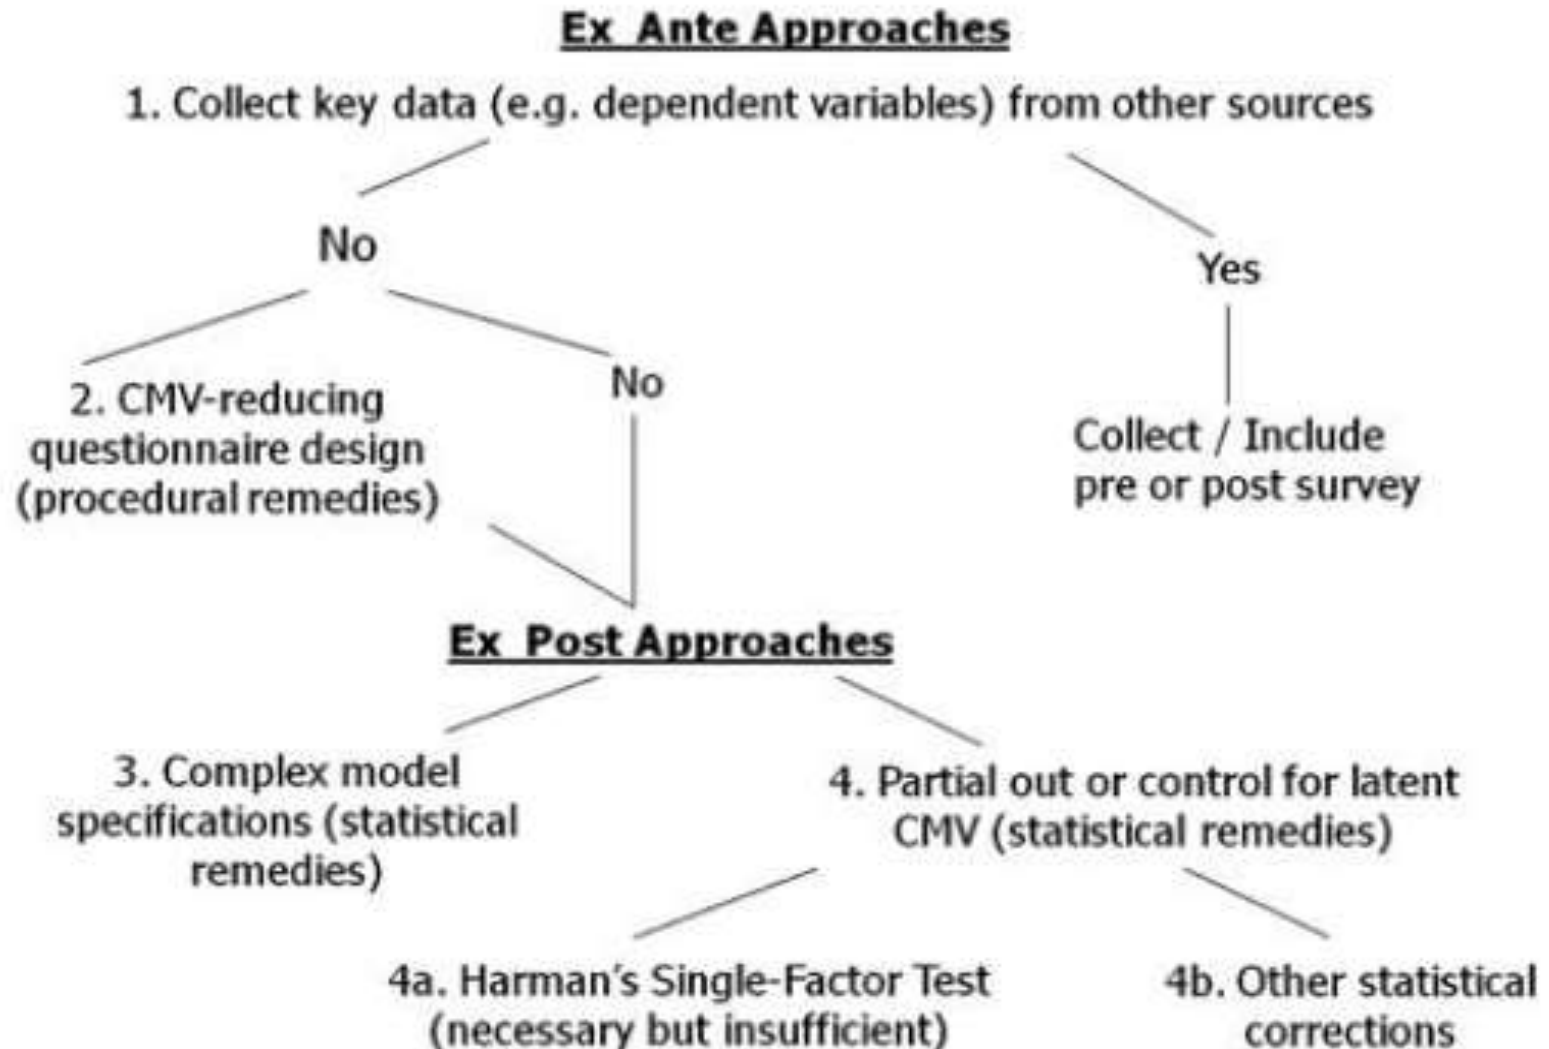 Ex Ante Approaches
1. Collect key data (e.g. dependent variables) from other sources
No
Yes
2. CMV-reducing
questionnaire design
(procedural remedies)
No
Collect / Include
pre or post survey
Ex Post Approaches
3. Complex model
specifications (statistical
remedies)
4. Partial out or control for latent
CMV (statistical remedies)
4a. Harman's Single-Factor Test
(necessary but insufficient)
4b. Other statistical
corrections